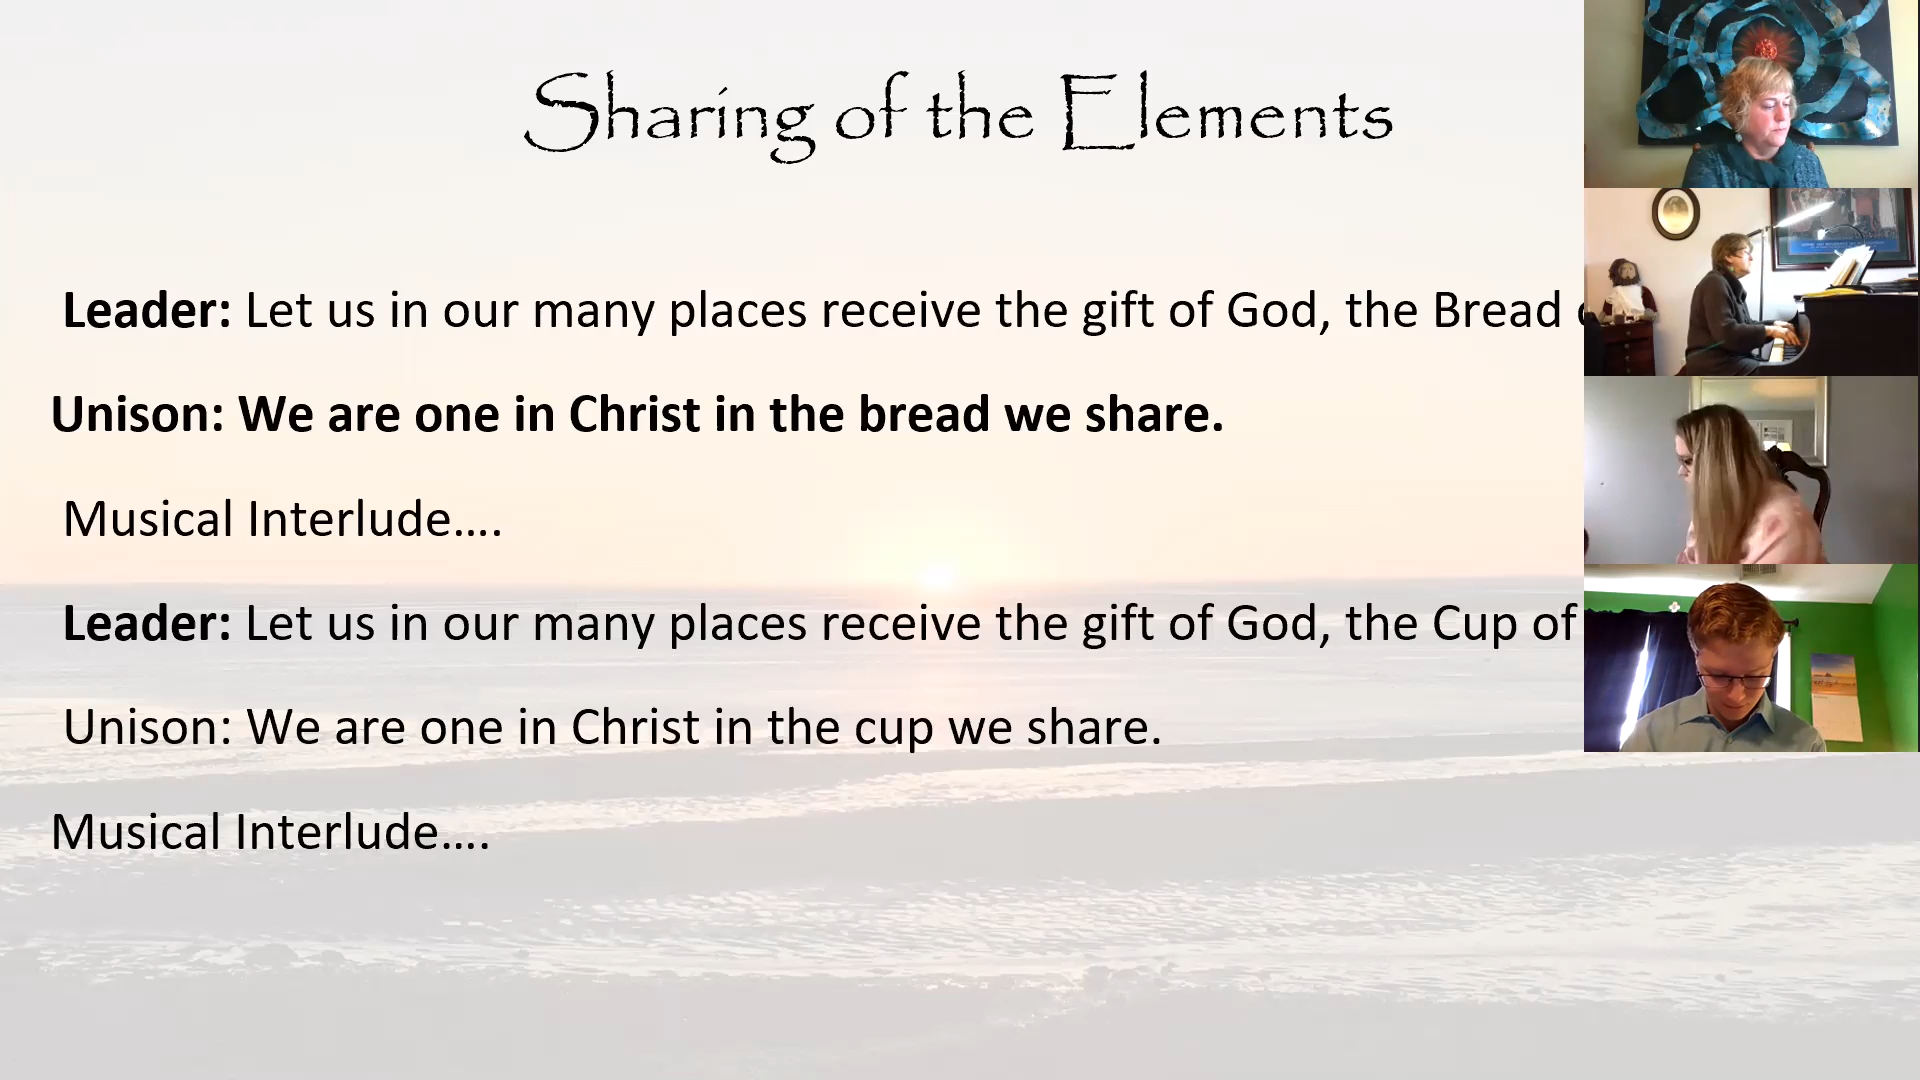 Sharing of the Elements
Leader: Let us in our many places receive the gift of God, the Bread
Unison: We are one in Christ in the bread we share.
Musical Interlude….
Leader: Let us in our many places receive the gift of God, the Cup of
Unison: We are one in Christ in the cup we share.
Musical Interlude….